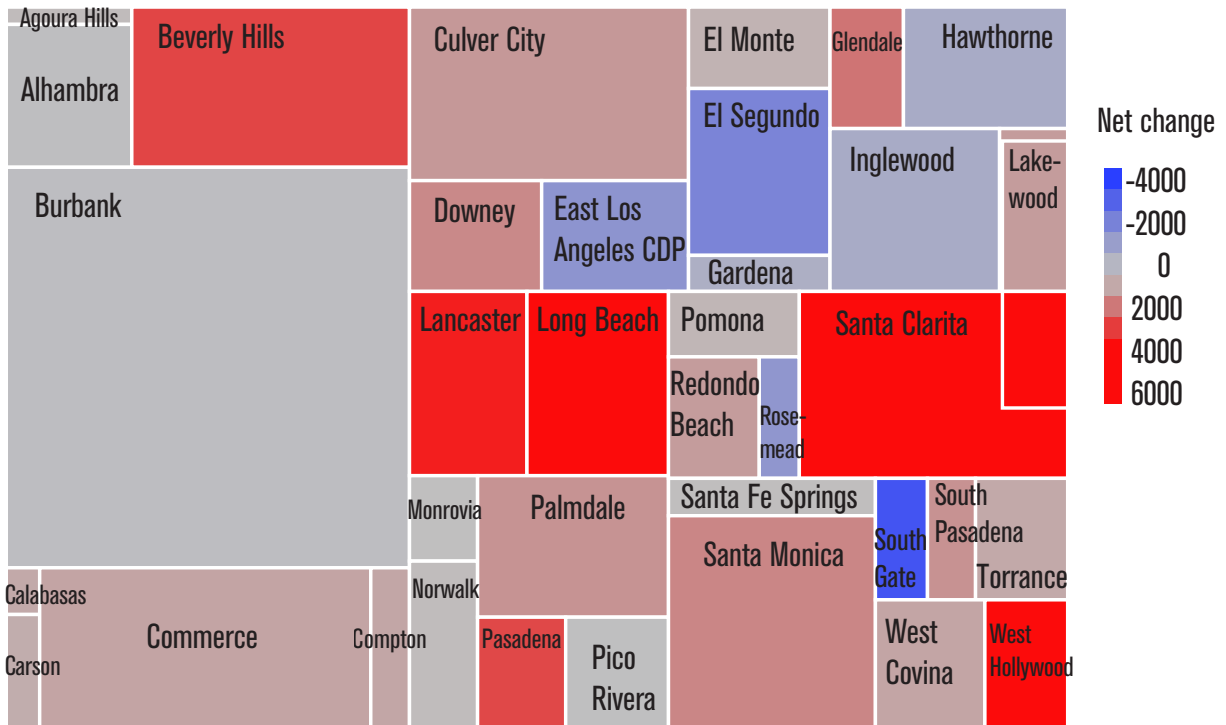 Agoura Hills
Alhambra
Beverly Hills
Burbank
Calabasas
Carson
Commerce
Compton
Culver City
Downey
East Los
Angeles CDP
El Monte
El Segundo
Gardena
Glendale
Hawthorne
Inglewood
Lake-
wood
Lancaster
Long Beach
Monrovia
Norwalk
Palmdale
Pasadena
Pico
Rivera
Pomona
Redondo
Beach
Rose-
mead
Santa Clarita
Santa Fe Springs
Santa Monica
South
Gate
South
Pasadena
Torrance
West
Covina
West
Hollywood
Net change
-4000
-2000
0
2000
4000
6000